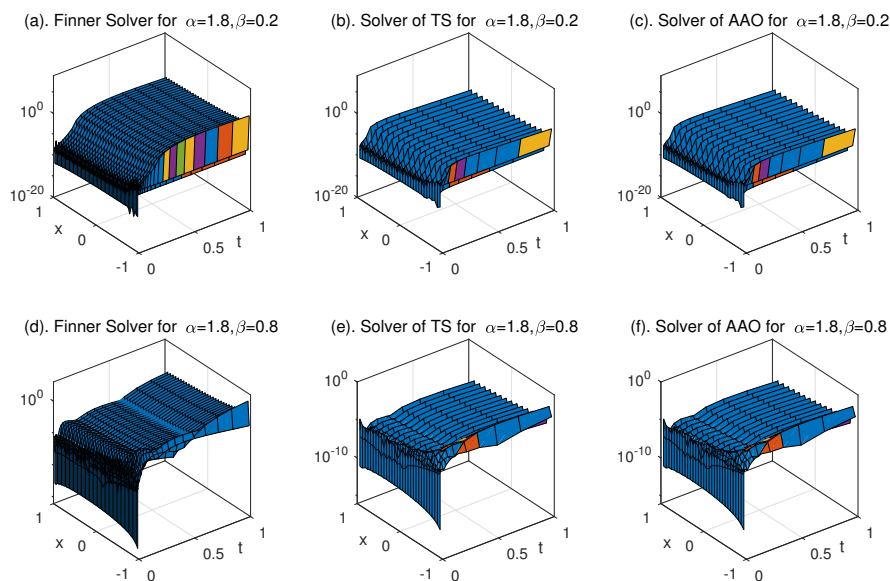 (a). Finner Solver for α=1.8,β=0.2
(b). Solver of TS for α=1.8,β=0.2
(c). Solver of AAO for α=1.8,β=0.2
10^0
10^-20
1
x
0
-1
0
0.5
t
1
10^0
10^-20
1
x
0
-1
0
0.5
t
1
10^0
10^-20
1
x
0
-1
0
0.5
t
1
(d). Finner Solver for α=1.8,β=0.8
(e). Solver of TS for α=1.8,β=0.8
(f). Solver of AAO for α=1.8,β=0.8
10^0
1
x
0
-1
0
0.5
t
1
10^0
10^-10
1
x
0
-1
0
0.5
t
1
10^0
10^-10
1
x
0
-1
0
0.5
t
1